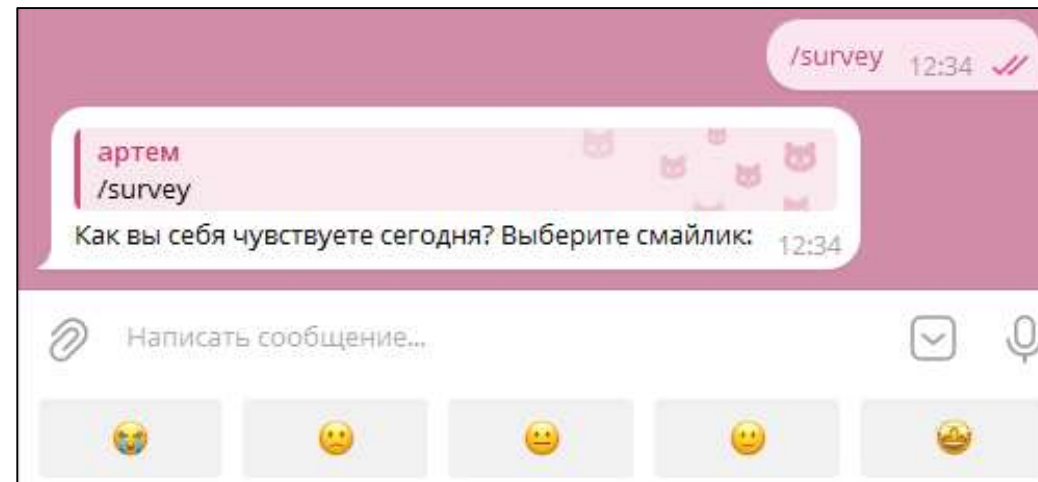 /survey 12:34
артем
/survey
Как вы себя чувствуете сегодня? Выберите смайлик: 12:34
Написать сообщение...
😭 🙁 😐 🙂 🤩